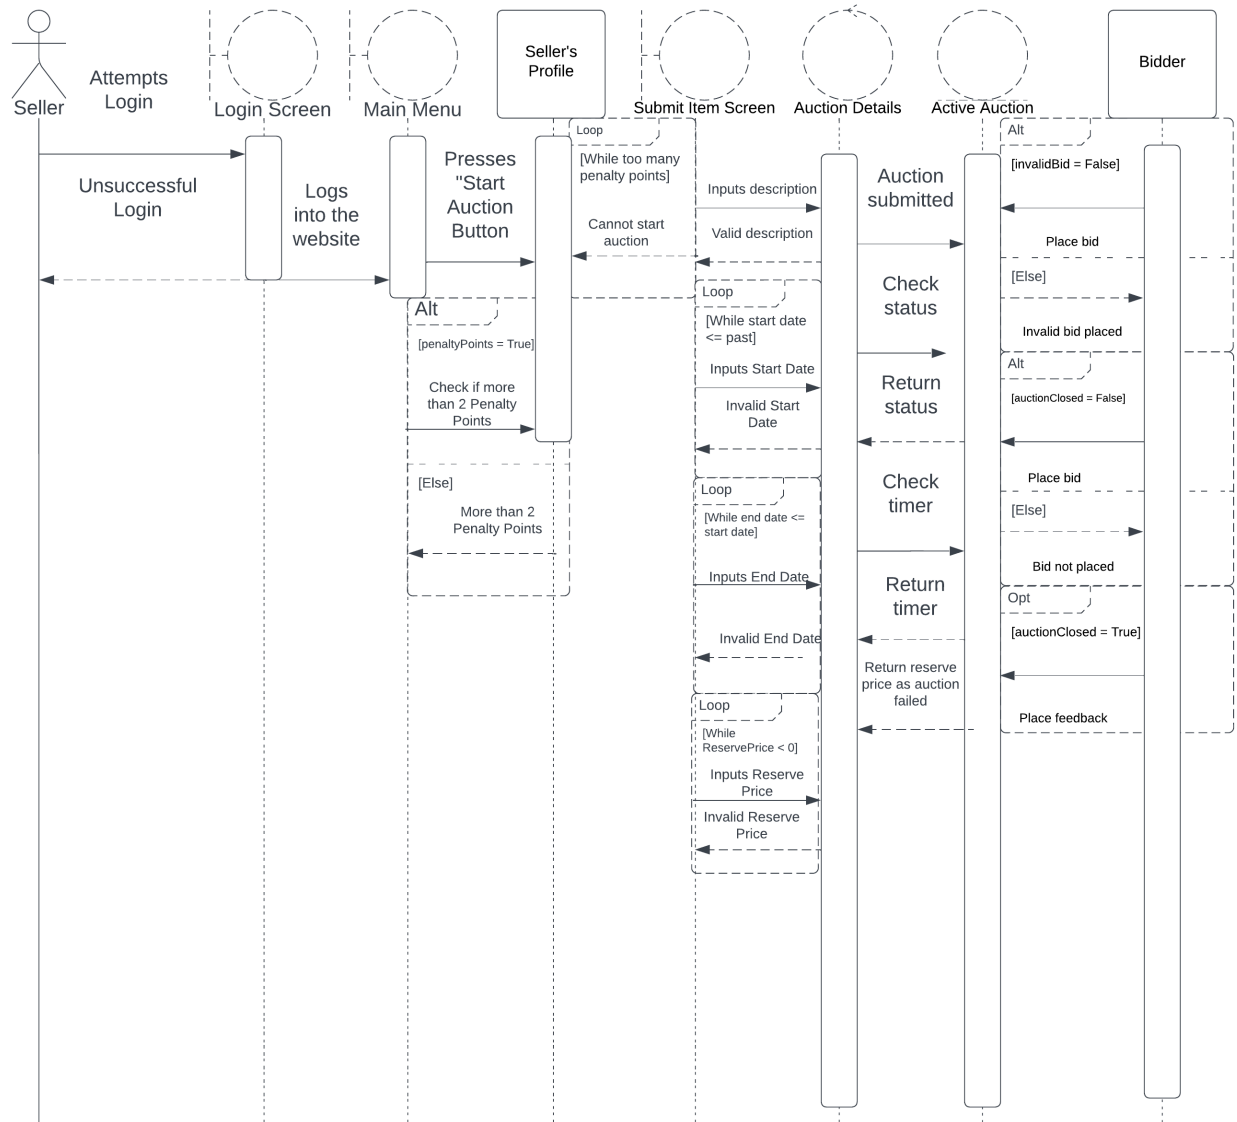 Seller
Attempts
Login
Login Screen
Main Menu
Seller's
Profile
Submit Item Screen
Auction Details
Active Auction
Bidder
Unsuccessful
Login
Logs
into the
website
Presses
"Start
Auction
Button
Loop
[While too many
penalty points]
Cannot start
auction
Alt
[penaltyPoints = True]
Check if more
than 2 Penalty
Points
[Else]
More than 2
Penalty Points
Inputs description
Valid description
Loop
[While start date
<= past]
Inputs Start Date
Invalid Start
Date
Loop
[While end date <=
start date]
Inputs End Date
Invalid End Date
Loop
[While
ReservePrice < 0]
Inputs Reserve
Price
Invalid Reserve
Price
Auction
submitted
Check
status
Return
status
Check
timer
Return
timer
Return reserve
price as auction
failed
Alt
[invalidBid = False]
Place bid
[Else]
Invalid bid placed
Alt
[auctionClosed = False]
Place bid
[Else]
Bid not placed
Opt
[auctionClosed = True]
Place feedback